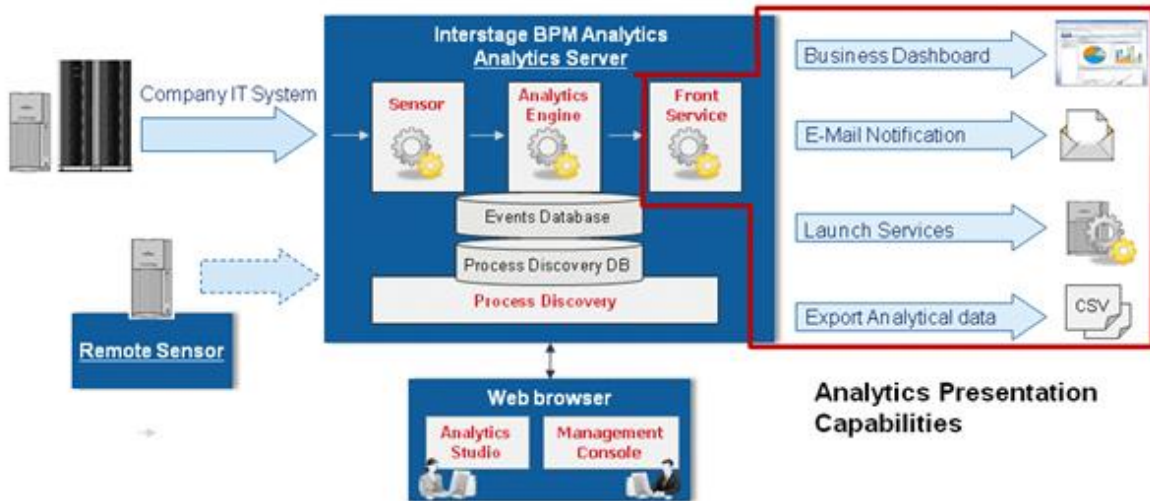 Interstage BPM Analytics
Analytics Server
Company IT System
Sensor
Analytics
Engine
Front
Service
Events Database
Process Discovery DB
Process Discovery
Remote Sensor
Web browser
Analytics
Studio
Management
Console
Business Dashboard
E-Mail Notification
Launch Services
Export Analytical data
CSV
Analytics Presentation
Capabilities